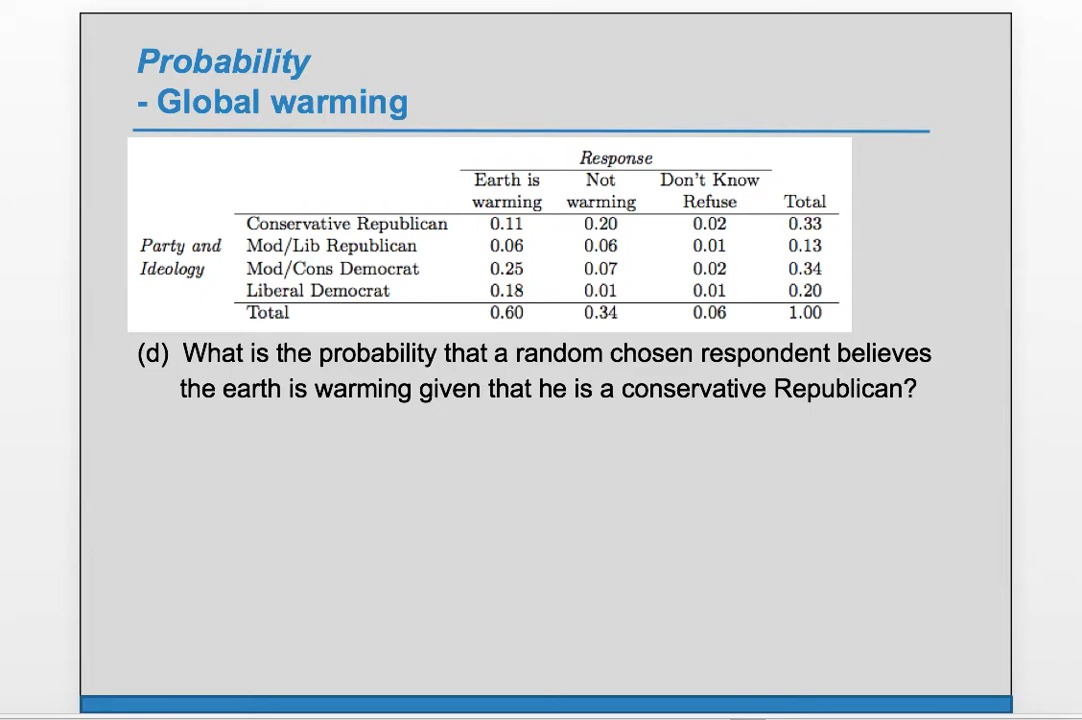 Probability
- Global warming
Response
Earth is Not Don't Know
warming warming Refuse Total
Conservative Republican 0.11 0.20 0.02 0.33
Party and Mod/Lib Republican 0.06 0.06 0.01 0.13
Ideology Mod/Cons Democrat 0.25 0.07 0.02 0.34
Liberal Democrat 0.18 0.01 0.01 0.20
Total 0.60 0.34 0.06 1.00
(d) What is the probability that a random chosen respondent believes
the earth is warming given that he is a conservative Republican?